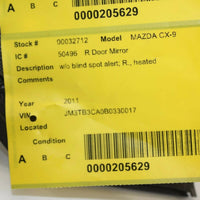 A B C
0000205629
Stock # 00032712 Model MAZDA CX-9
IC # 50496 R Door Mirror
Description w/o blind spot alert; R., heated
Comments
Year 2011
VIN JM3TB3CA0B0330017
Located
Condition
A B C
0000205629